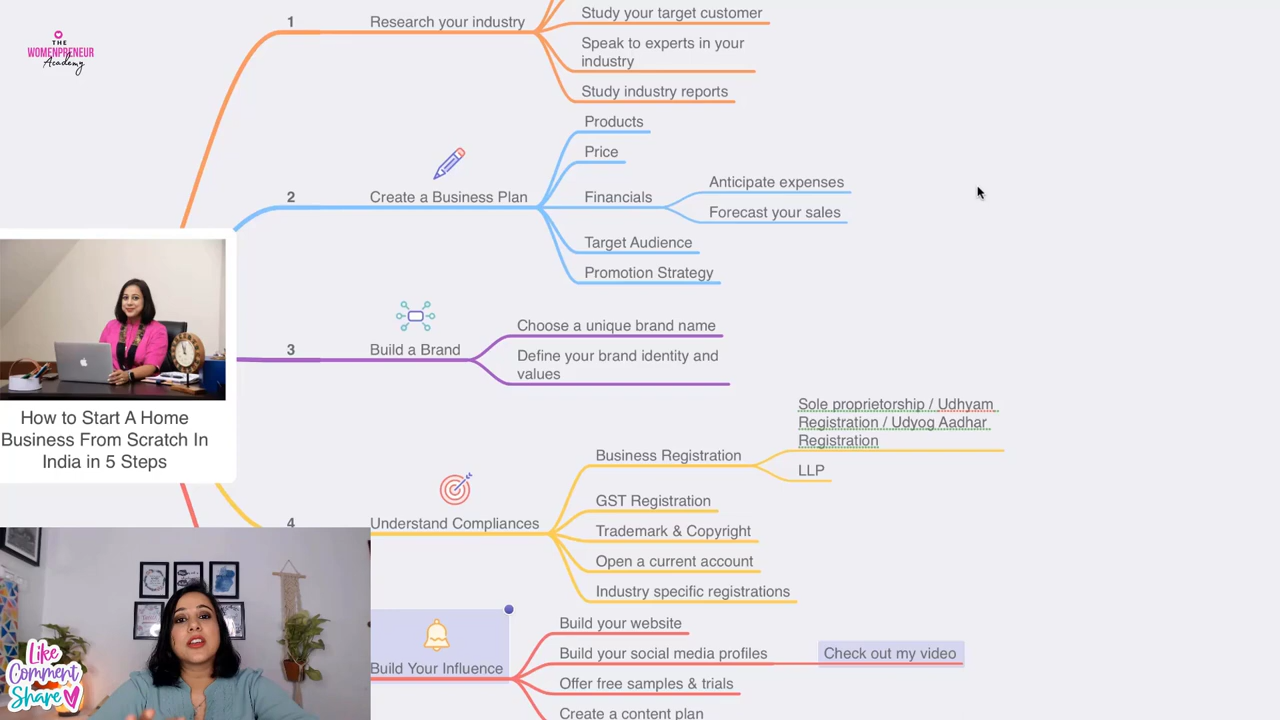 THE
WOMENPRENEUR
Academy
1
Research your industry
Study your target customer
Speak to experts in your
industry
Study industry reports
2
Create a Business Plan
Products
Price
Financials
Anticipate expenses
Forecast your sales
Target Audience
Promotion Strategy
How to Start A Home
Business From Scratch In
India in 5 Steps
3
Build a Brand
Choose a unique brand name
Define your brand identity and
values
4
Understand Compliances
Business Registration
Sole proprietorship / Udhyam
Registration / Udyog Aadhar
Registration
LLP
GST Registration
Trademark & Copyright
Open a current account
Industry specific registrations
Build Your Influence
Build your website
Build your social media profiles
Check out my video
Offer free samples & trials
Create a content plan
Like
Comment
Share